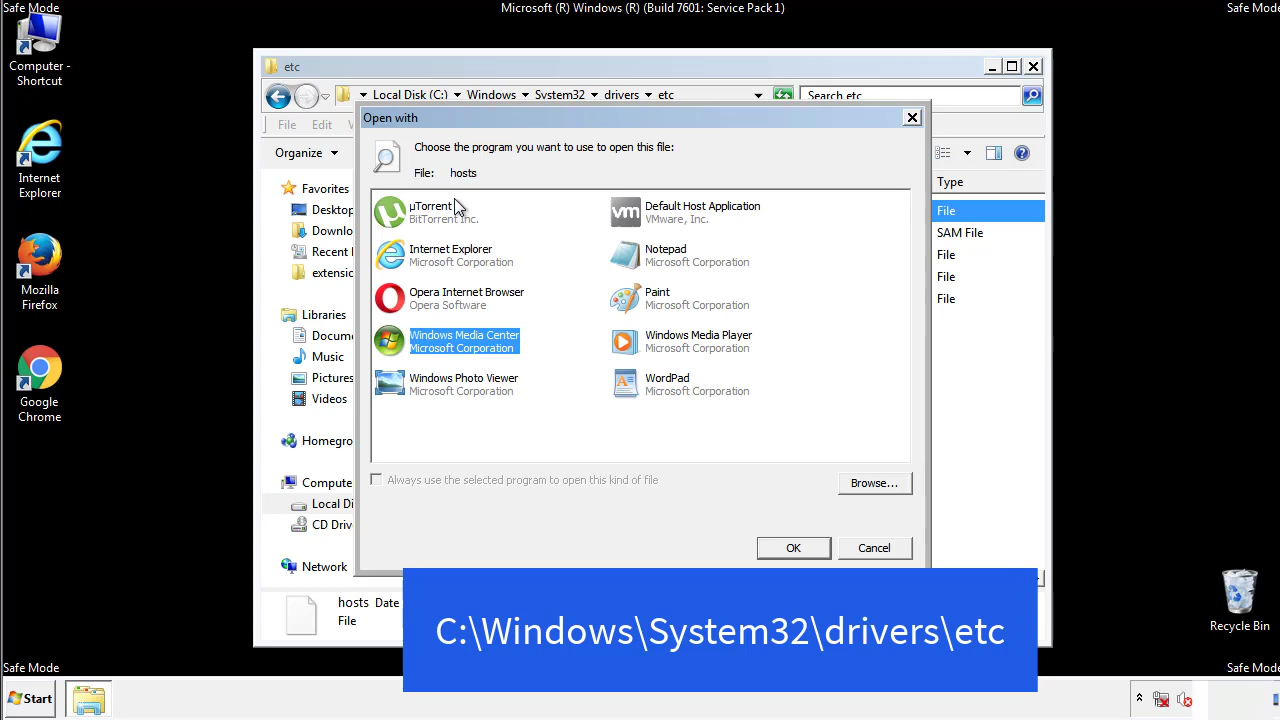 Safe Mode
Microsoft (R) Windows (R) (Build 7601: Service Pack 1)
Safe Mode
Computer -
Shortcut
Internet
Explorer
Mozilla
Firefox
Google
Chrome
Recycle Bin
etc
Local Disk (C:)
Windows
System32
drivers
etc
Search etc
File
Edit
V
Organize
Type
Favorites
Desktop
Downlo
Recent
extensio
Libraries
Docume
Music
Pictures
Videos
Homegro
Compute
Local Di
CD Drive
Network
File
SAM File
File
File
File
hosts Date
File
Open with
Choose the program you want to use to open this file:
File: hosts
µTorrent
BitTorrent Inc.
Default Host Application
VMware, Inc.
Internet Explorer
Microsoft Corporation
Notepad
Microsoft Corporation
Opera Internet Browser
Opera Software
Paint
Microsoft Corporation
Windows Media Center
Microsoft Corporation
Windows Media Player
Microsoft Corporation
Windows Photo Viewer
Microsoft Corporation
WordPad
Microsoft Corporation
Always use the selected program to open this kind of file
Browse...
OK
Cancel
C:\Windows\System32\drivers\etc
Safe Mode
Safe Mode
Start